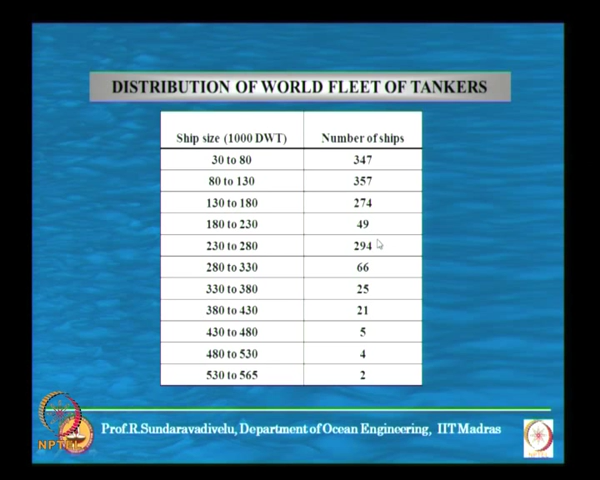 DISTRIBUTION OF WORLD FLEET OF TANKERS
Ship size (1000 DWT) Number of ships
30 to 80 347
80 to 130 357
130 to 180 274
180 to 230 49
230 to 280 294
280 to 330 66
330 to 380 25
380 to 430 21
430 to 480 5
480 to 530 4
530 to 565 2
Prof.R.Sundaravadivelu, Department of Ocean Engineering, IIT Madras
NPTEL
NPTEL